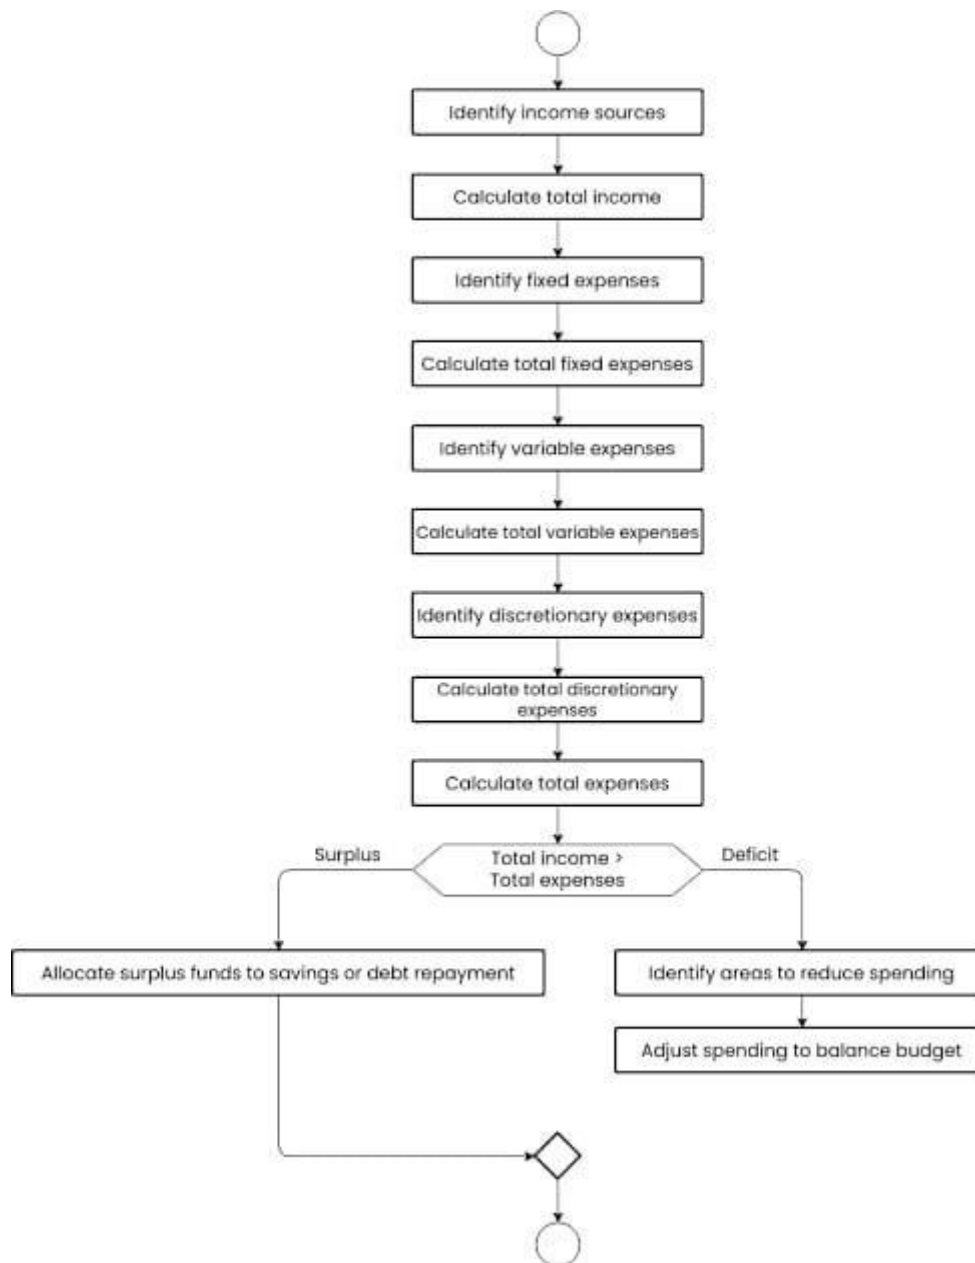 Identify income sources
Calculate total income
Identify fixed expenses
Calculate total fixed expenses
Identify variable expenses
Calculate total variable expenses
Identify discretionary expenses
Calculate total discretionary
expenses
Calculate total expenses
Surplus
Total income >
Total expenses
Deficit
Allocate surplus funds to savings or debt repayment
Identify areas to reduce spending
Adjust spending to balance budget